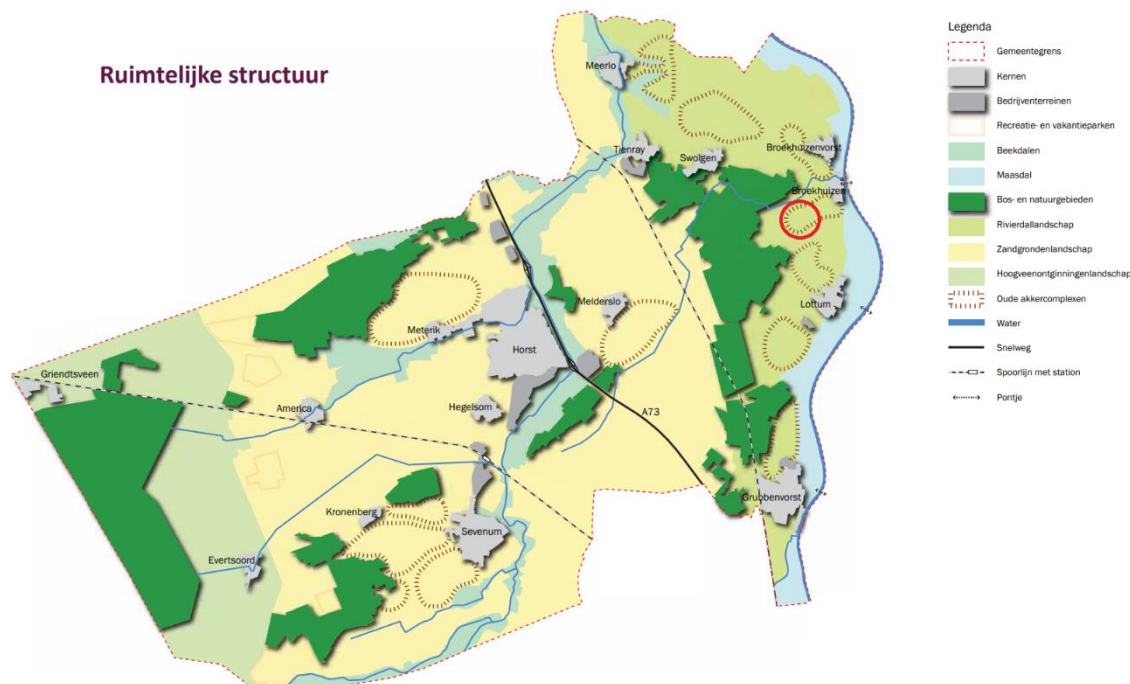 Ruimtelijke structuur
Legenda
Gemeentegrens
Kernen
Bedrijventerreinen
Recreatie- en vakantieparken
Beekdalen
Maasdal
Bos- en natuurgebieden
Rivierdallandschap
Zandgrondenlandschap
Hoogveenontginningenlandschap
Oude akkercomplexen
Water
Snelweg
Spoorlijn met station
Pontje
Meerlo
Tienray
Swolgen
Broekhuizenvorst
Broekhuizen
Lottum
Melderslo
Meterik
Horst
Griendtsveen
America
Hegelsom
A73
Grubbenvorst
Kronenberg
Sevenum
Evertsoord